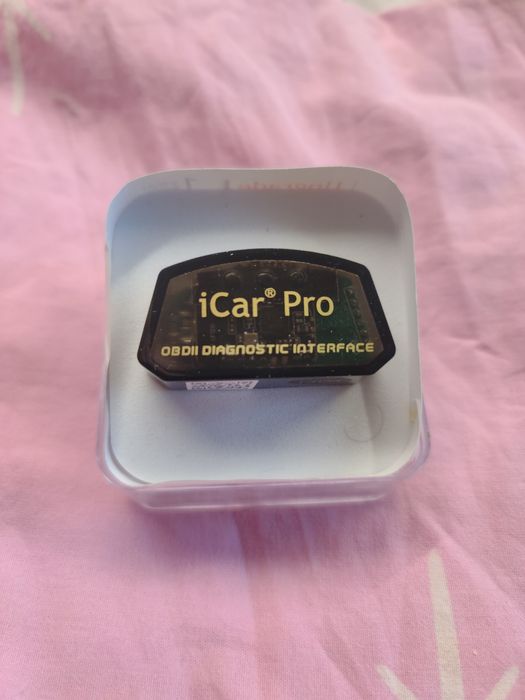 iCar® Pro
OBDII DIAGNOSTIC INTERFACE